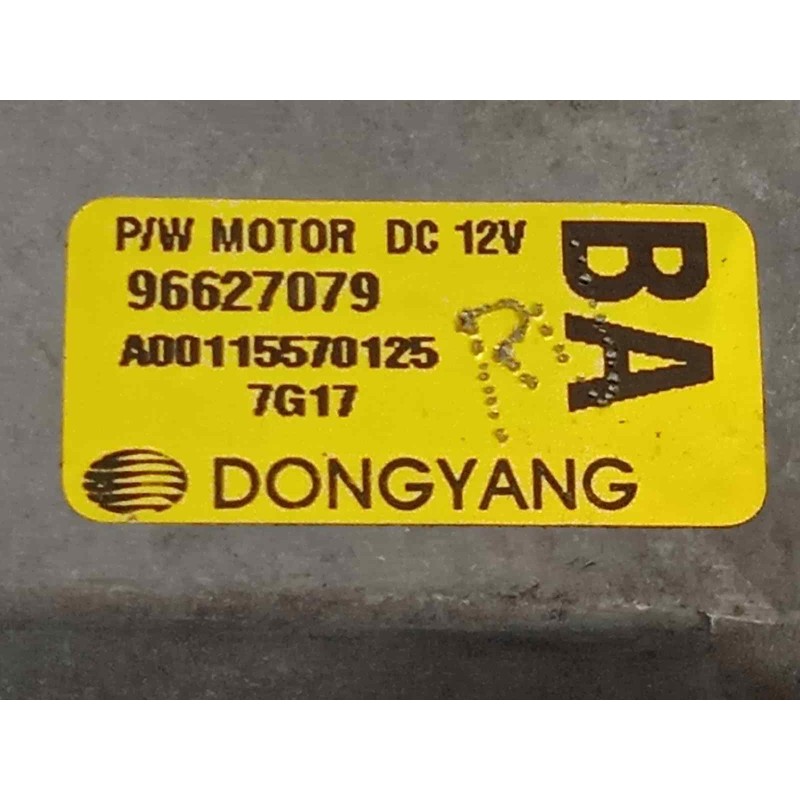 P/W MOTOR DC 12V
96627079
A00115570125
7G17
DONGYANG
BA
R